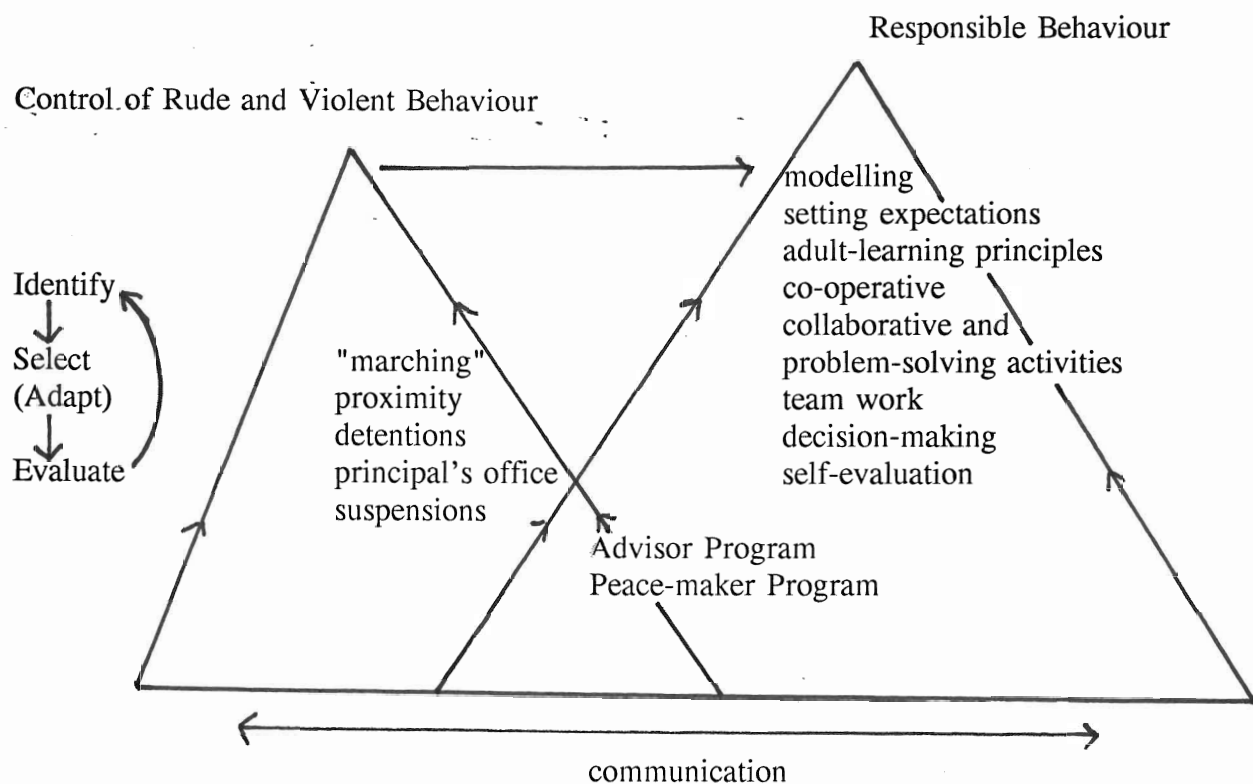 Responsible Behaviour
Control of Rude and Violent Behaviour
modelling
setting expectations
adult-learning principles
co-operative
collaborative and
problem-solving activities
team work
decision-making
self-evaluation
Identify
Select
(Adapt)
Evaluate
"marching"
proximity
detentions
principal's office
suspensions
Advisor Program
Peace-maker Program
communication